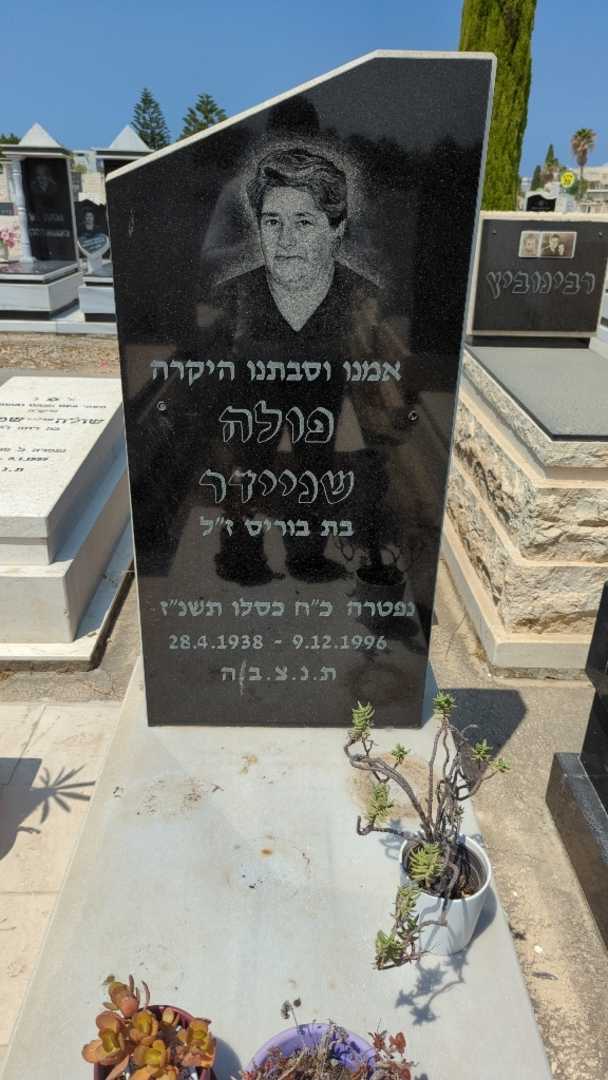 אמנו וסבתנו היקרה
פולה
שניידר
בת בוריס ז"ל
נפטרה כ"ח כסלו תשנ"ז
28.4.1938 - 9.12.1996
ת.נ.צ.ב.ה
רבינוביץ